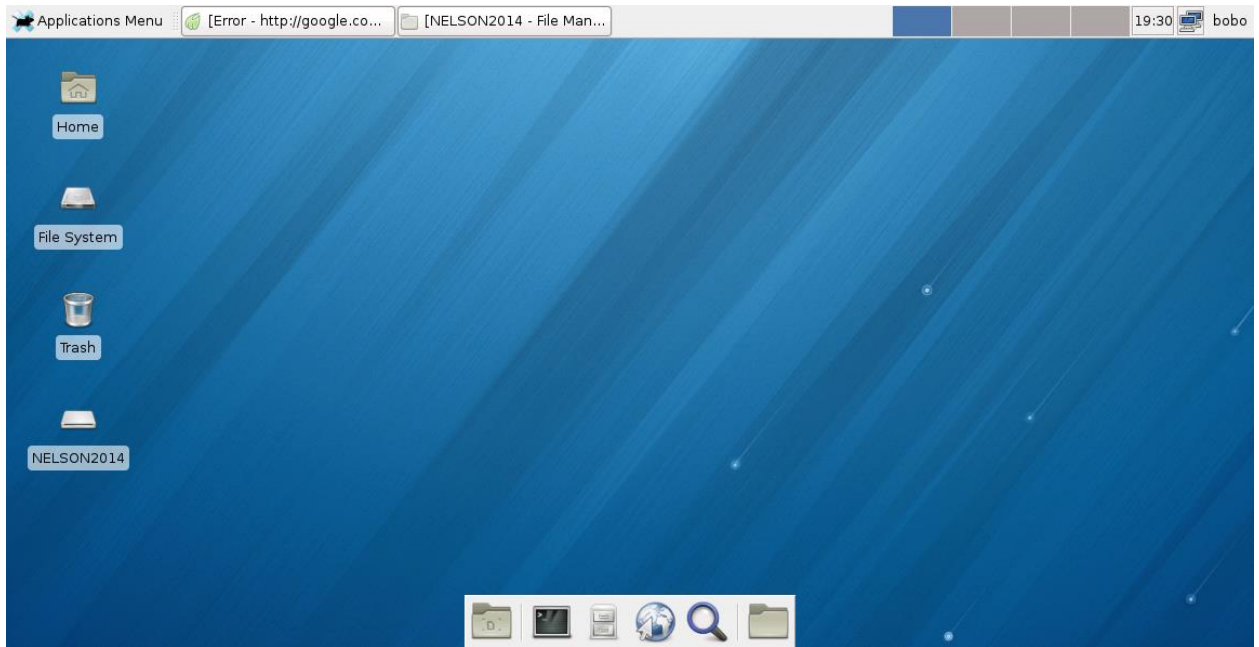 Applications Menu [Error - http://google.co... [NELSON2014 - File Man... 19:30 bobo
Home
File System
Trash
NELSON2014